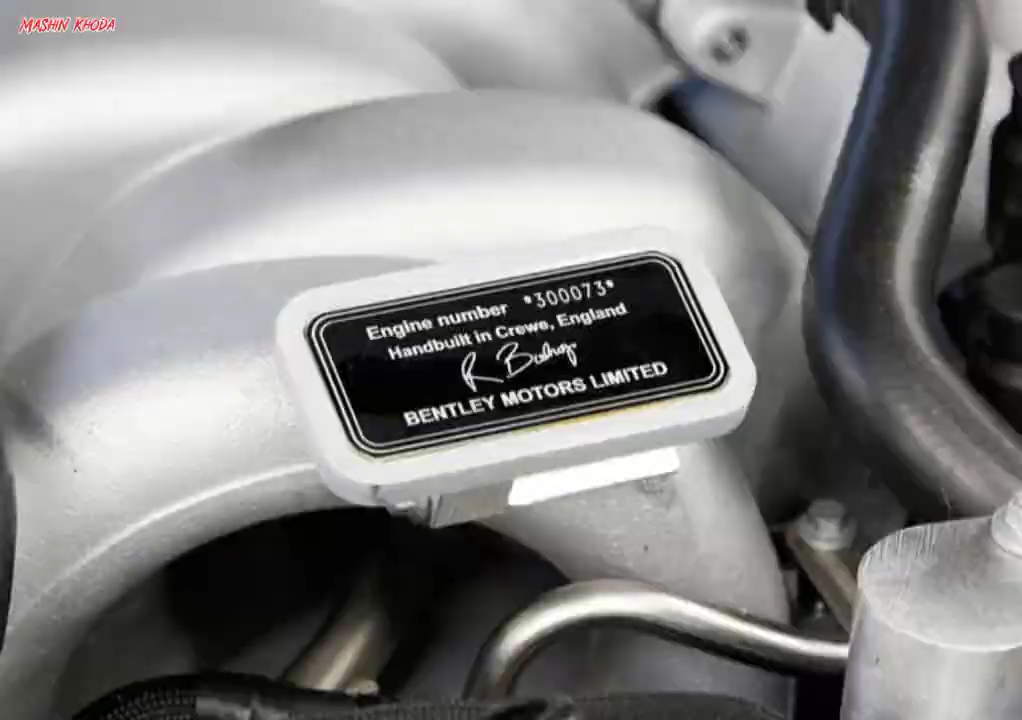 MASHIN KHODA
Engine number *300073*
Handbuilt in Crewe, England
BENTLEY MOTORS LIMITED